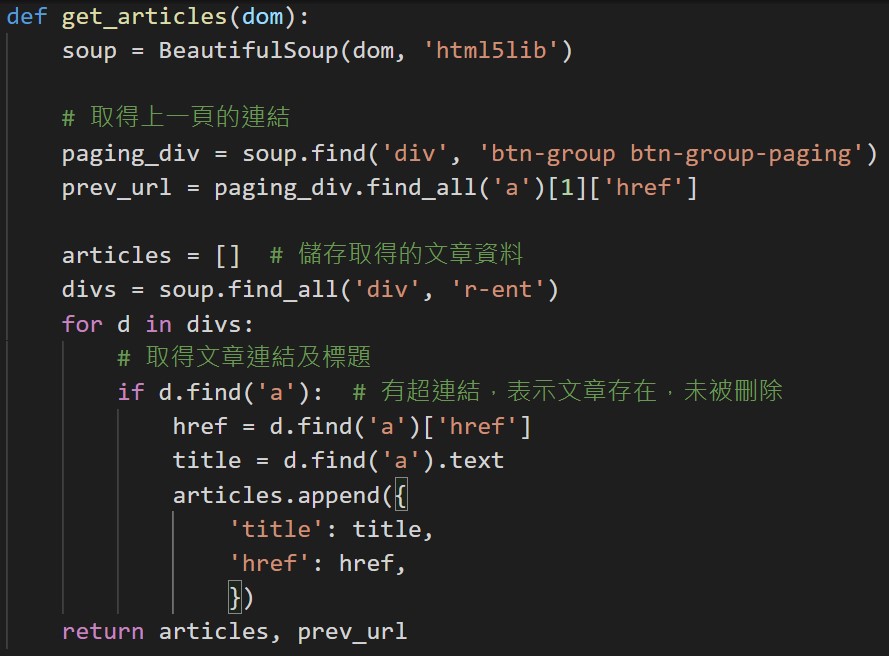 def get_articles(dom):
    soup = BeautifulSoup(dom, 'html5lib')
    # 取得上一頁的連結
    paging_div = soup.find('div', 'btn-group btn-group-paging')
    prev_url = paging_div.find_all('a')[1]['href']
    articles = []  # 儲存取得的文章資料
    divs = soup.find_all('div', 'r-ent')
    for d in divs:
        # 取得文章連結及標題
        if d.find('a'):  # 有超連結，表示文章存在，未被刪除
            href = d.find('a')['href']
            title = d.find('a').text
            articles.append({
                'title': title,
                'href': href,
                })
    return articles, prev_url